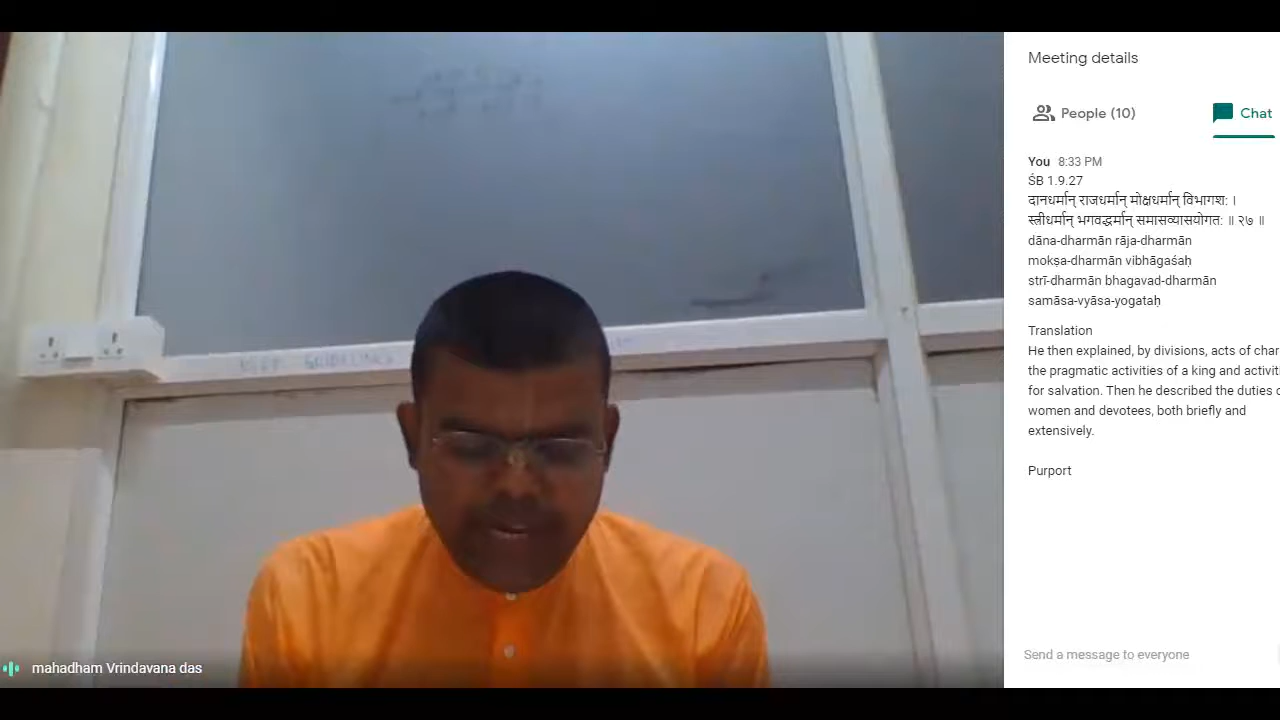 Meeting details
People (10)
Chat
You 8:33 PM
ŚB 1.9.27
दानधर्मान् राजधर्मान् मोक्षधर्मान् विभागश: ।
स्त्रीधर्मान् भगवद्धर्मान् समासव्यासयोगत: ॥ २७ ॥
dāna-dharmān rāja-dharmān
mokṣa-dharmān vibhāgaśaḥ
strī-dharmān bhagavad-dharmān
samāsa-vyāsa-yogataḥ
Translation
He then explained, by divisions, acts of
the pragmatic activities of a king and
for salvation. Then he described the duties
women and devotees, both briefly and
extensively.
Purport
Send a message to everyone
mahadham Vrindavana das